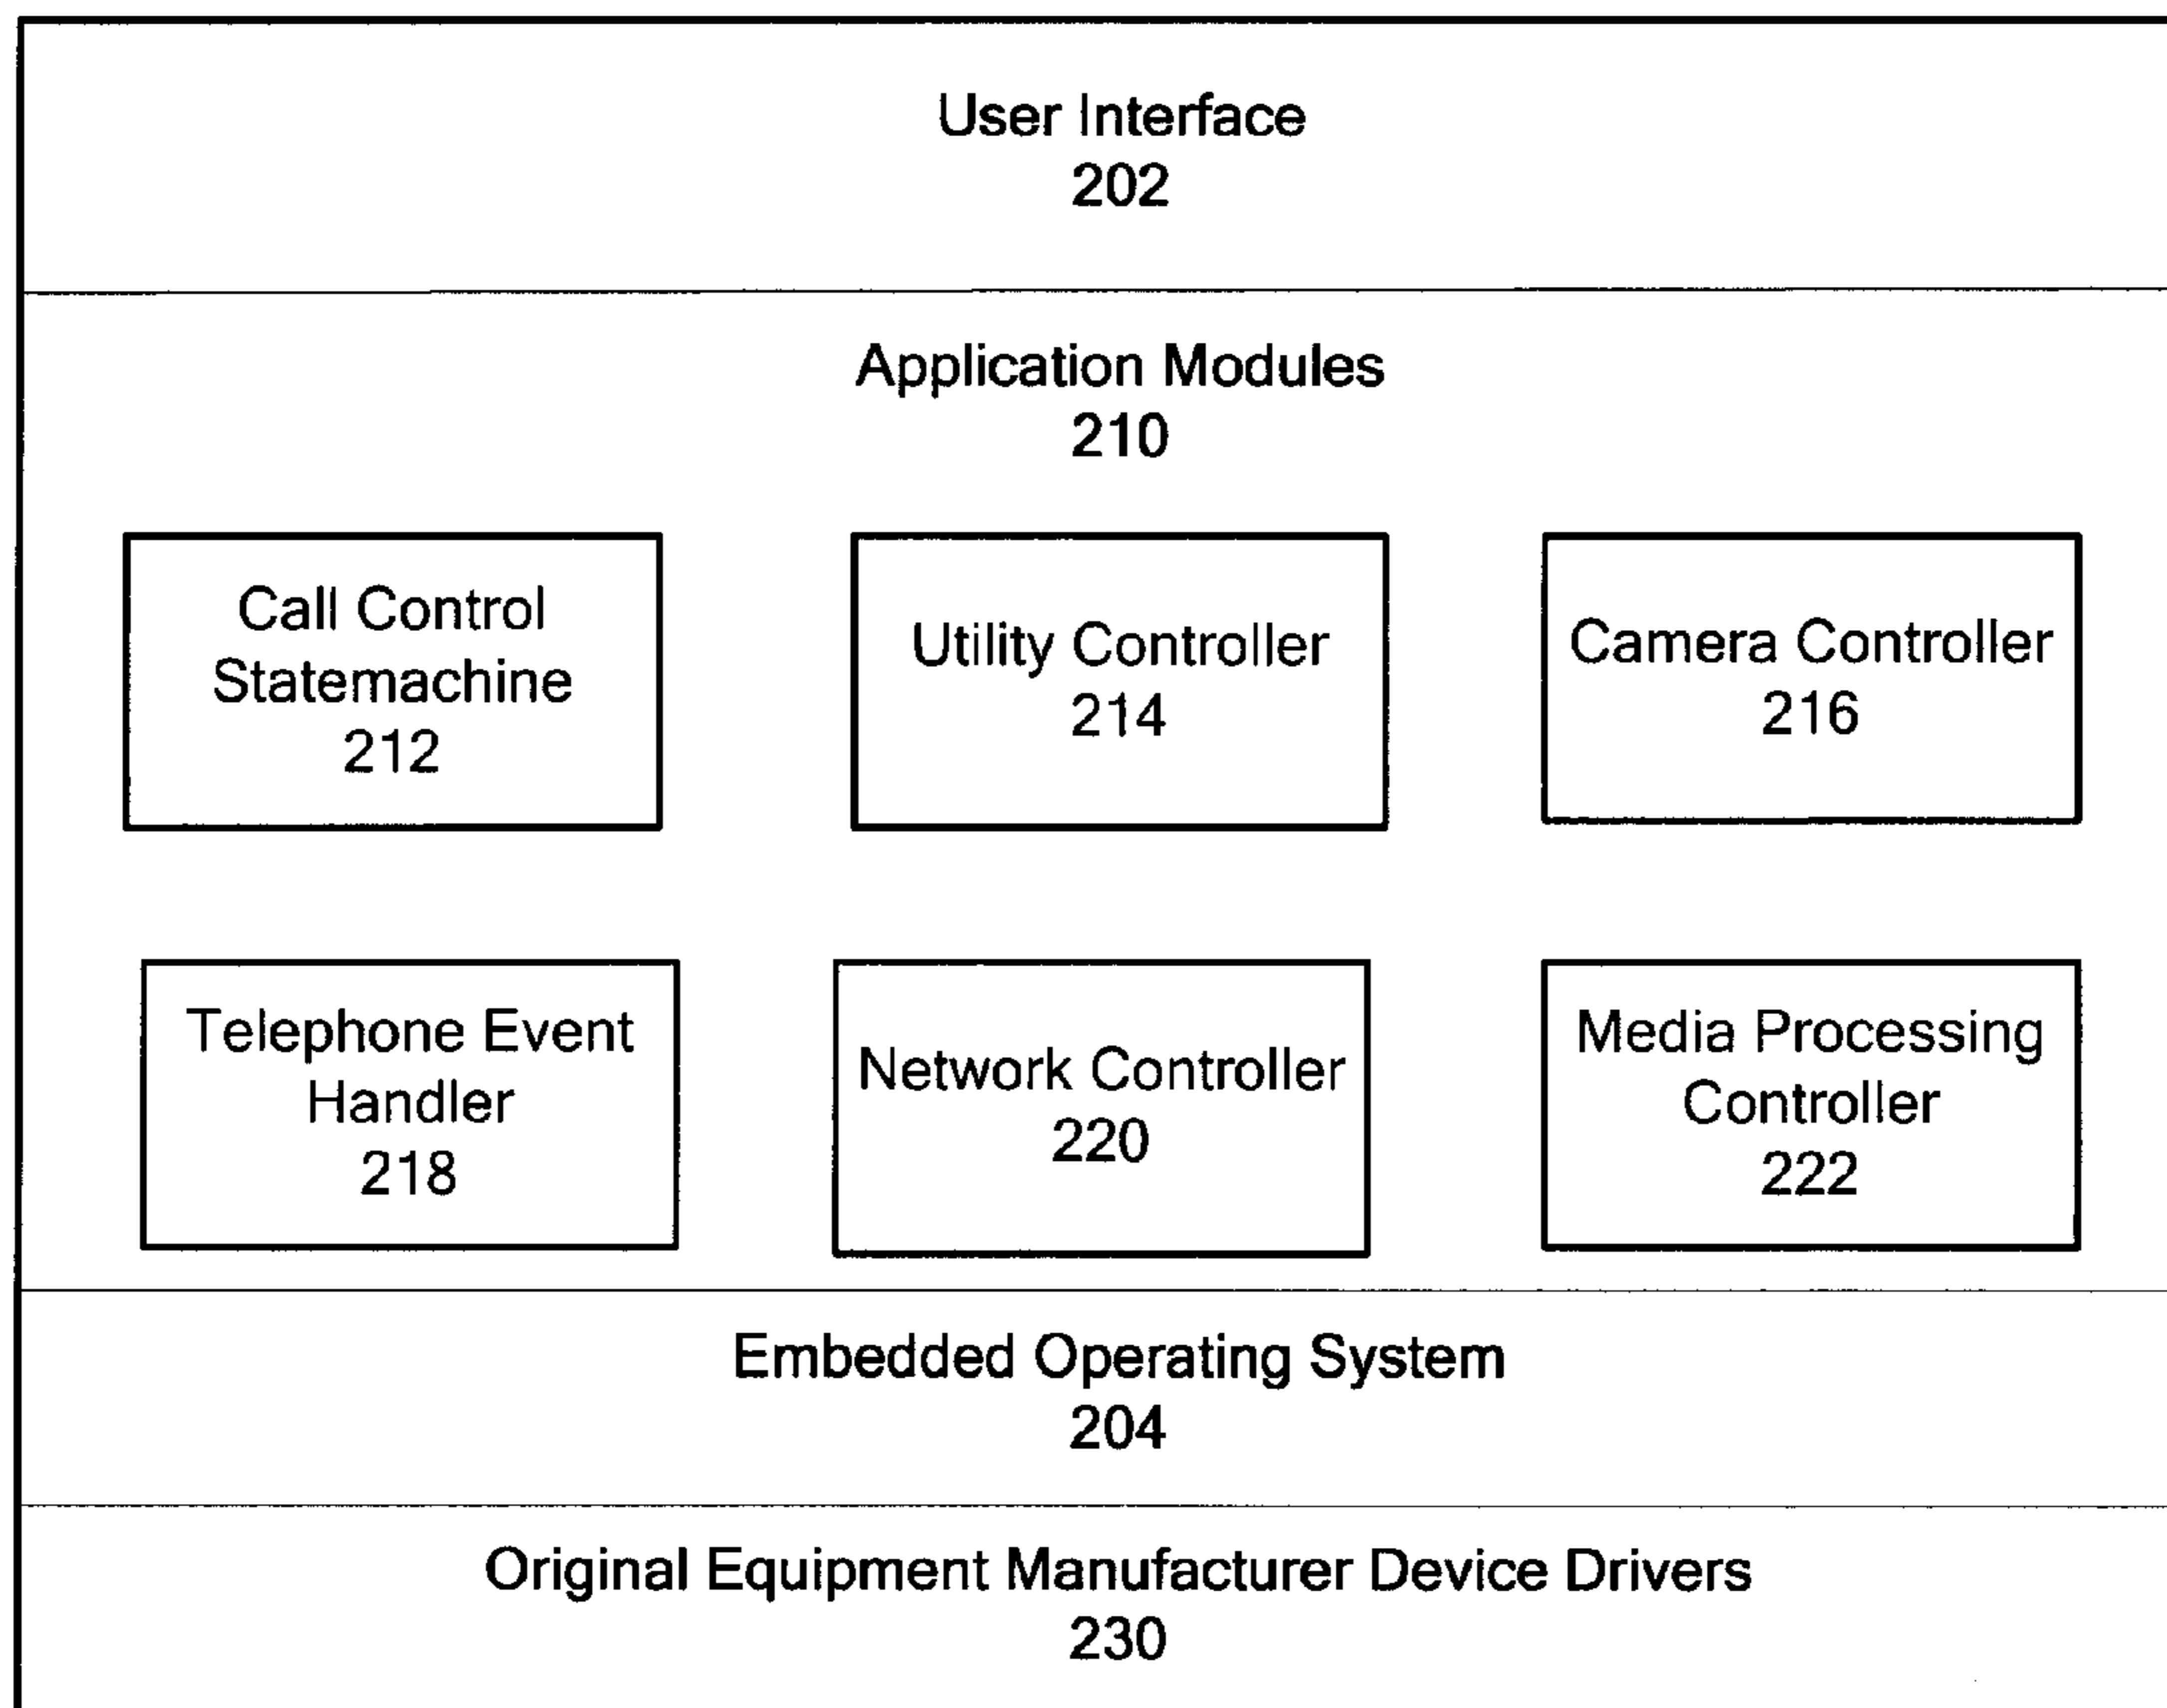 User Interface
202
Application Modules
210
Call Control
Statemachine
212
Utility Controller
214
Camera Controller
216
Telephone Event
Handler
218
Network Controller
220
Media Processing
Controller
222
Embedded Operating System
204
Original Equipment Manufacturer Device Drivers
230